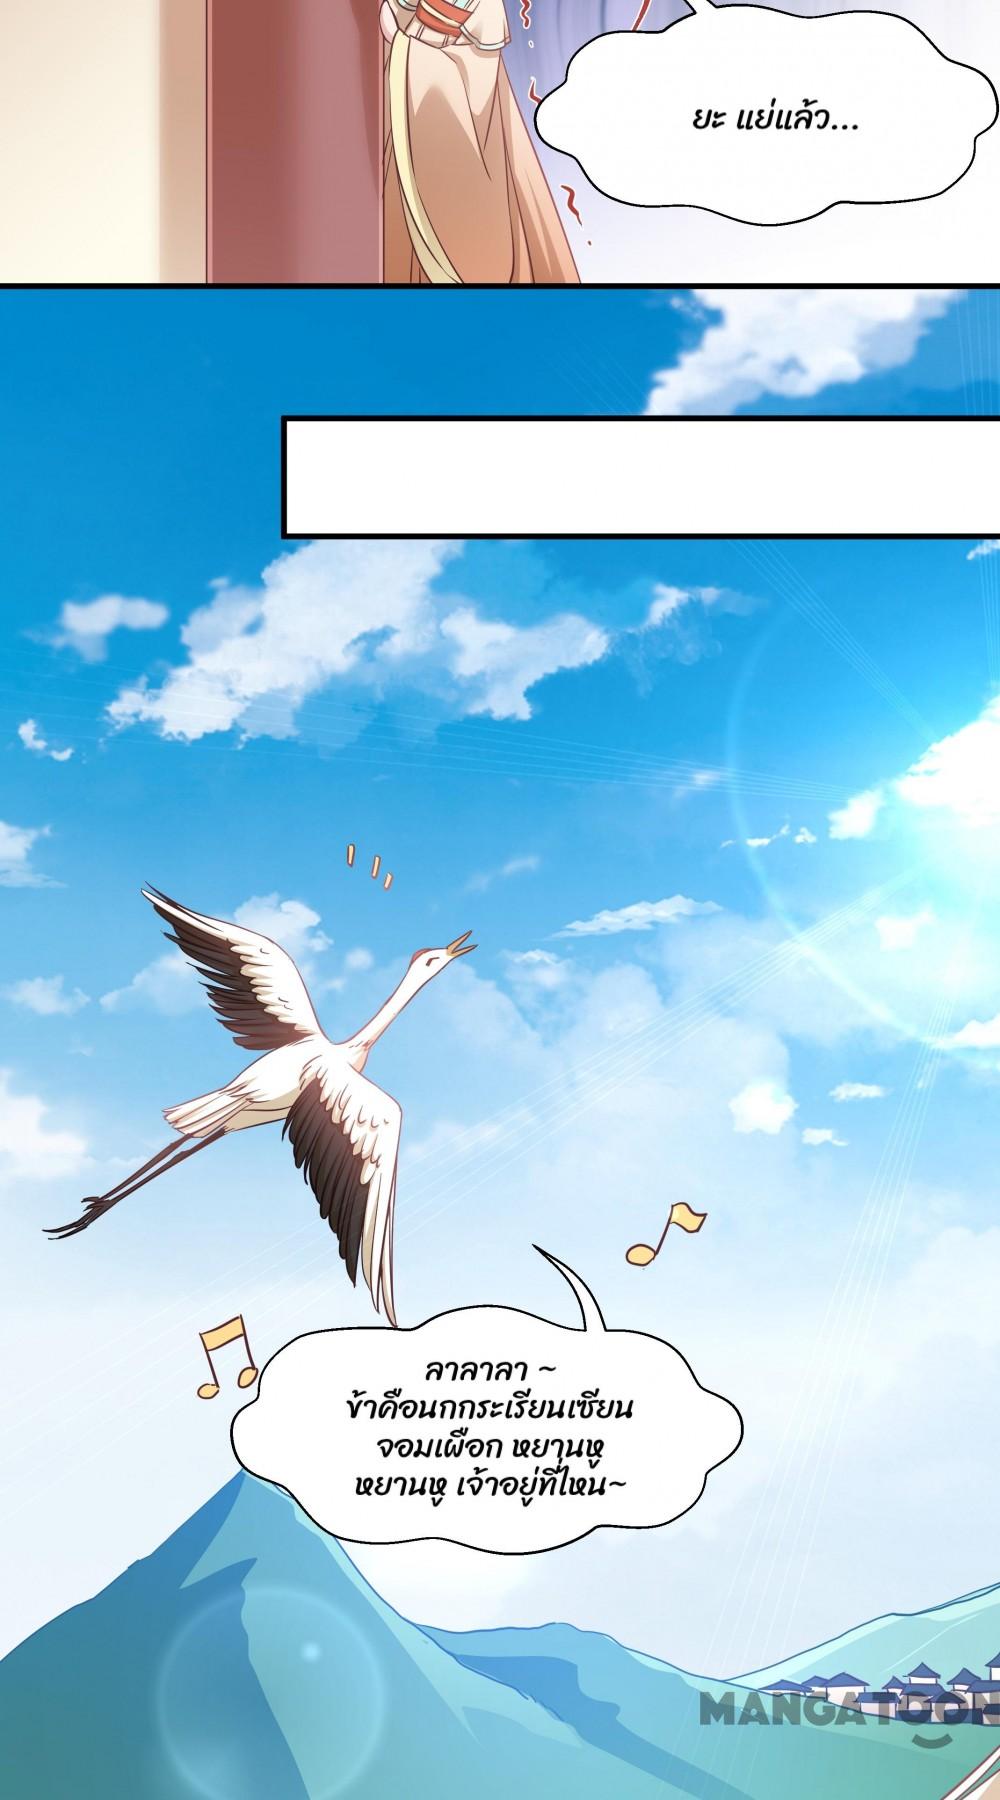 ยะ แย่แล้ว...
ลาลาลา ~
ข้าคือนกกระเรียนเซียน
จอมเผือก หยานหู
หยานหู เจ้าอยู่ที่ไหน~
MANGATOON